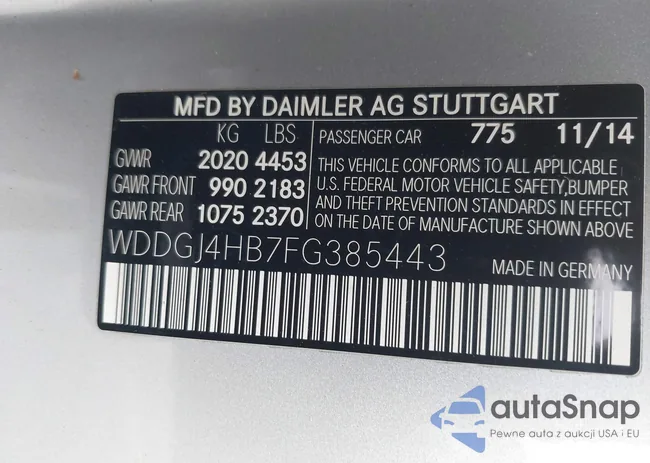 MFD BY DAIMLER AG STUTTGART
KG LBS PASSENGER CAR 775 11/14
GVWR 2020 4453 THIS VEHICLE CONFORMS TO ALL APPLICABLE
GAWR FRONT 990 2183 U.S. FEDERAL MOTOR VEHICLE SAFETY,BUMPER
GAWR REAR 1075 2370 AND THEFT PREVENTION STANDARDS IN EFFECT
ON THE DATE OF MANUFACTURE SHOWN ABOVE.
WDDGJ4HB7FG385443 MADE IN GERMANY
autaSnap
Pewne auta z aukcji USA i EU